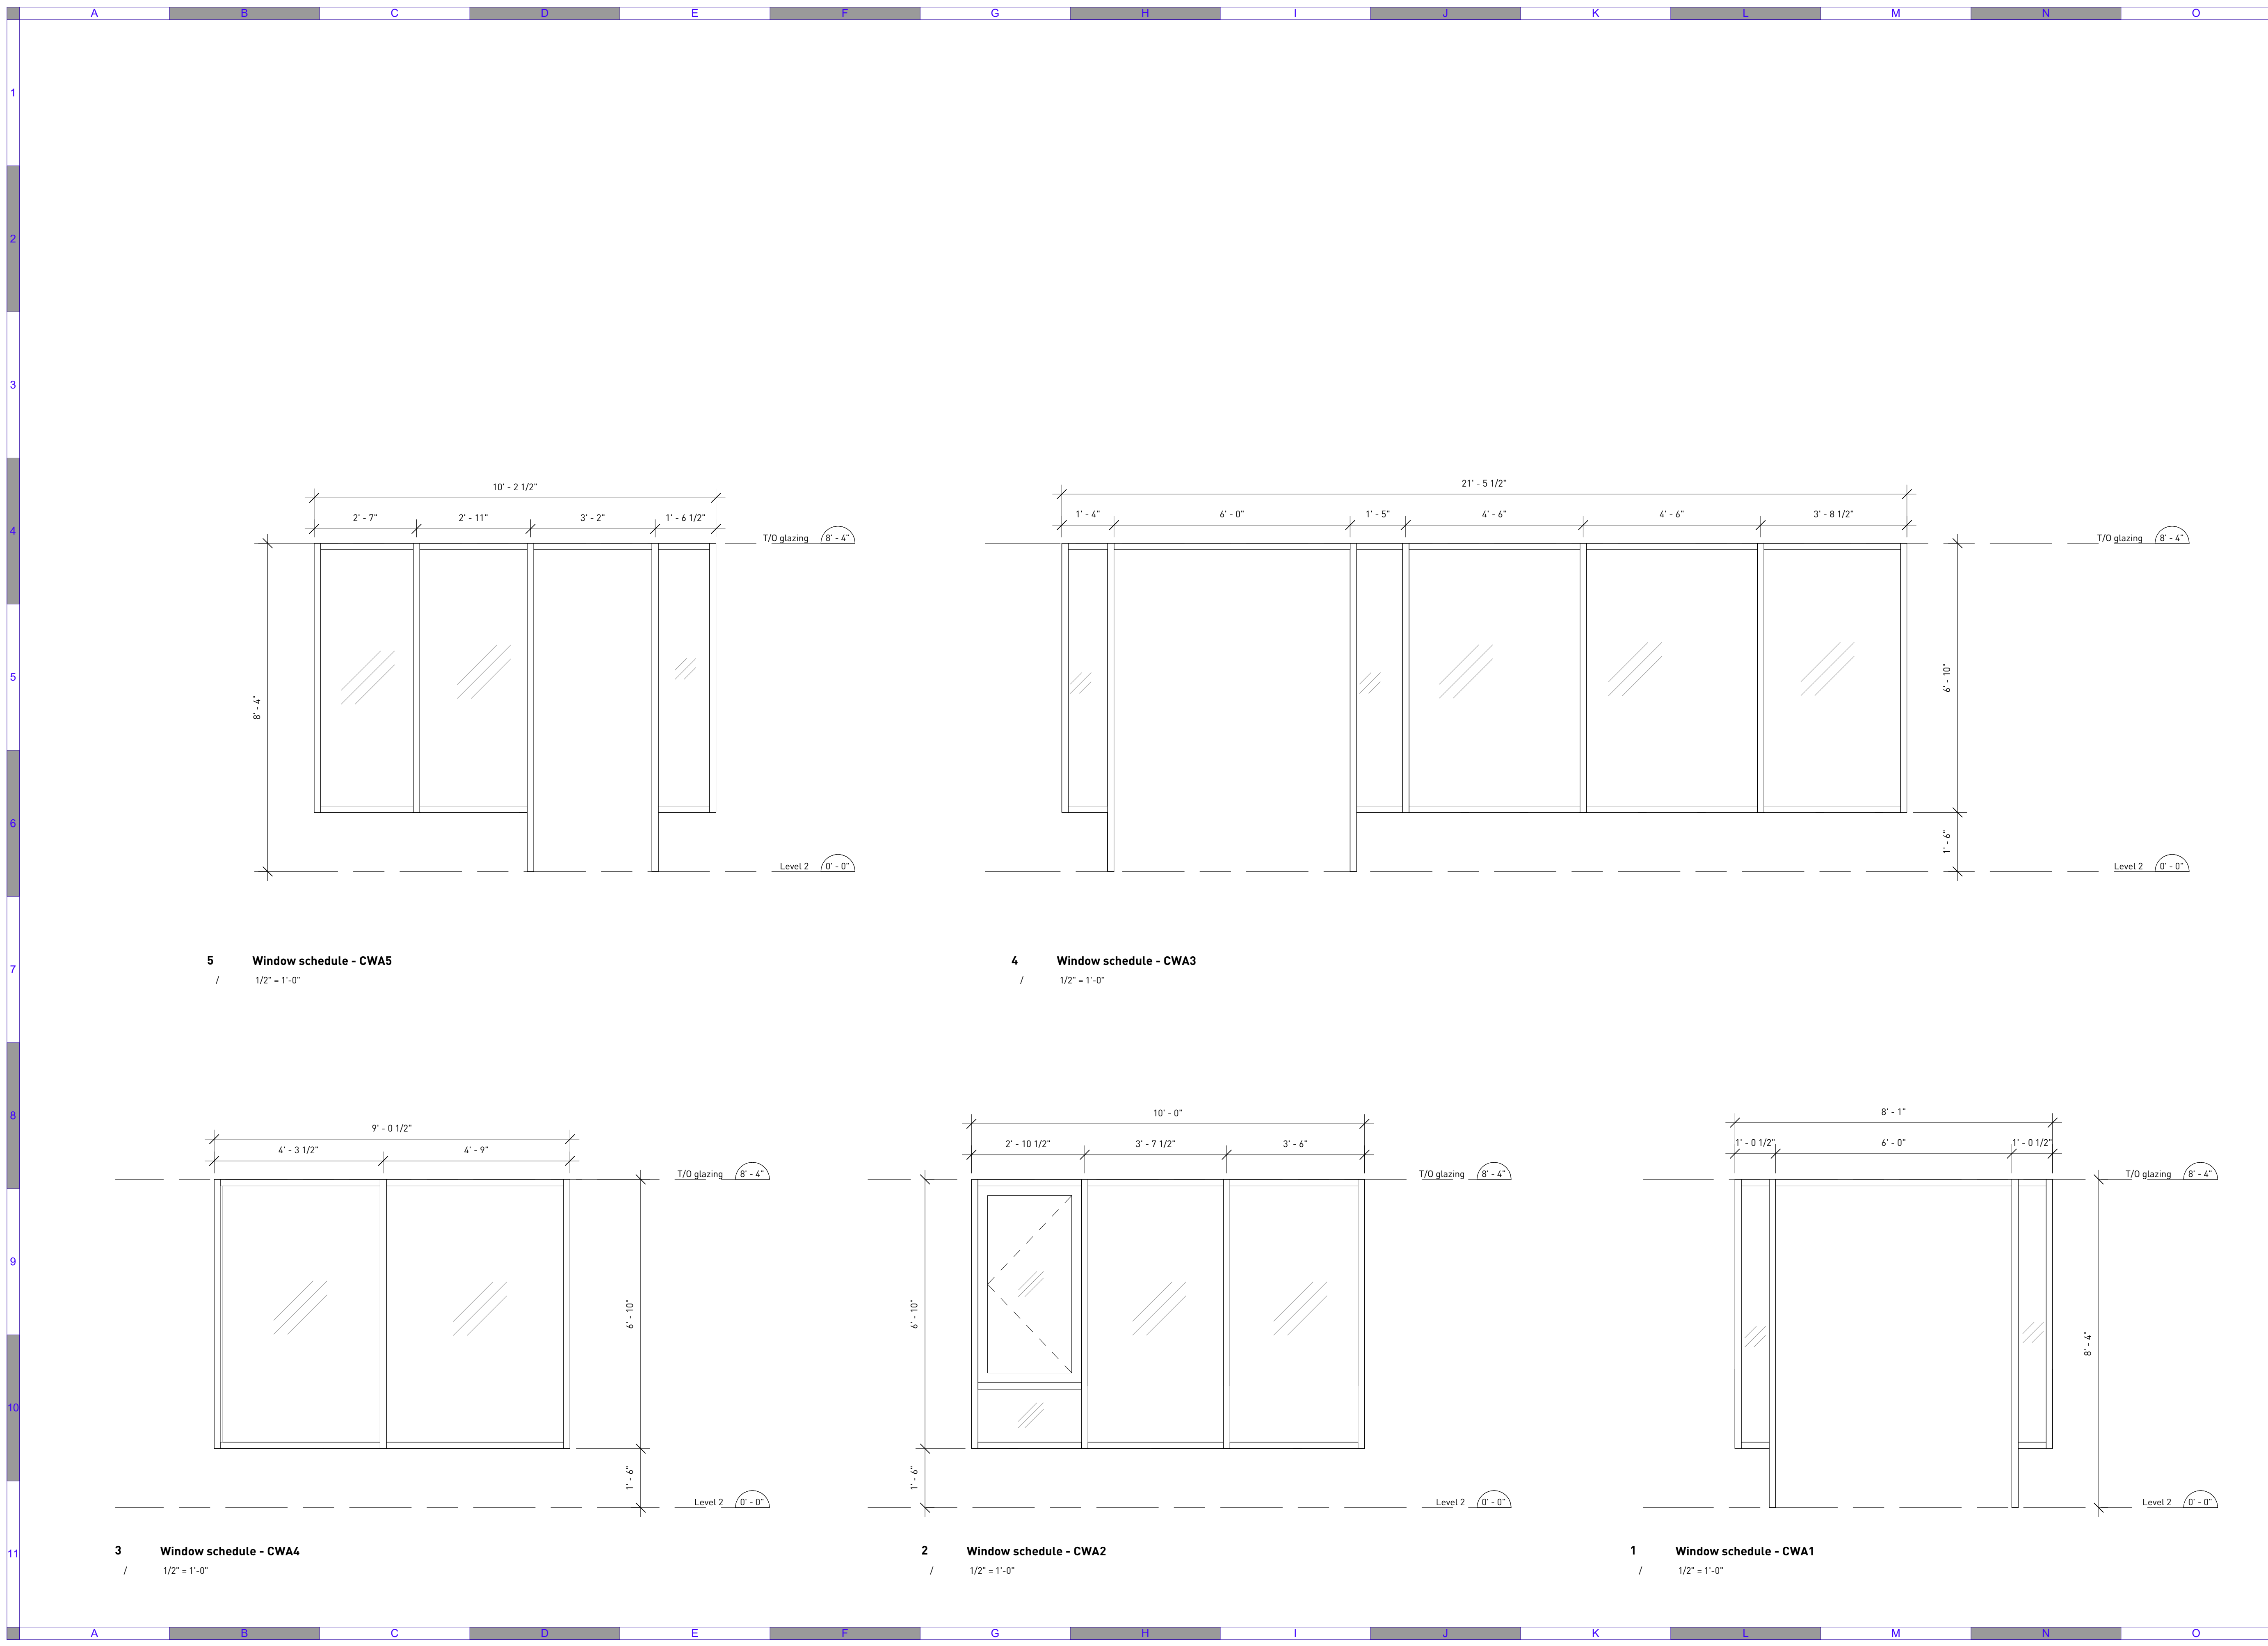 A B C D E F G H I J K L M N O
1
2
3
4
5
6
7
8
9
10
11
10' - 2 1/2"
2' - 7" 2' - 11" 3' - 2" 1' - 6 1/2"
T/O glazing 8' - 4"
8' - 4"
Level 2 0' - 0"
5 Window schedule - CWA5
/ 1/2" = 1'-0"
21' - 5 1/2"
1' - 4" 6' - 0" 1' - 5" 4' - 6" 4' - 6" 3' - 8 1/2"
T/O glazing 8' - 4"
6' - 10"
1' - 6"
Level 2 0' - 0"
4 Window schedule - CWA3
/ 1/2" = 1'-0"
9' - 0 1/2"
4' - 3 1/2" 4' - 9"
T/O glazing 8' - 4"
6' - 10"
1' - 6"
Level 2 0' - 0"
3 Window schedule - CWA4
/ 1/2" = 1'-0"
10' - 0"
2' - 10 1/2" 3' - 7 1/2" 3' - 6"
T/O glazing 8' - 4"
6' - 10"
1' - 6"
Level 2 0' - 0"
2 Window schedule - CWA2
/ 1/2" = 1'-0"
8' - 1"
1' - 0 1/2" 6' - 0" 1' - 0 1/2"
T/O glazing 8' - 4"
8' - 4"
Level 2 0' - 0"
1 Window schedule - CWA1
/ 1/2" = 1'-0"
A B C D E F G H I J K L M N O